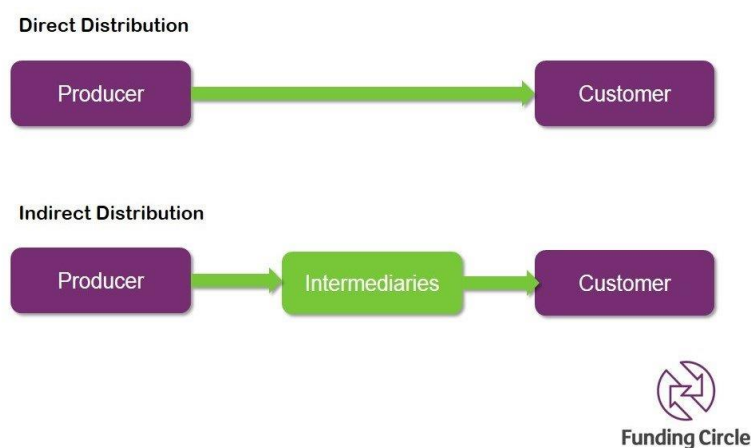 Direct Distribution
Producer
Customer
Indirect Distribution
Producer
Intermediaries
Customer
Funding Circle